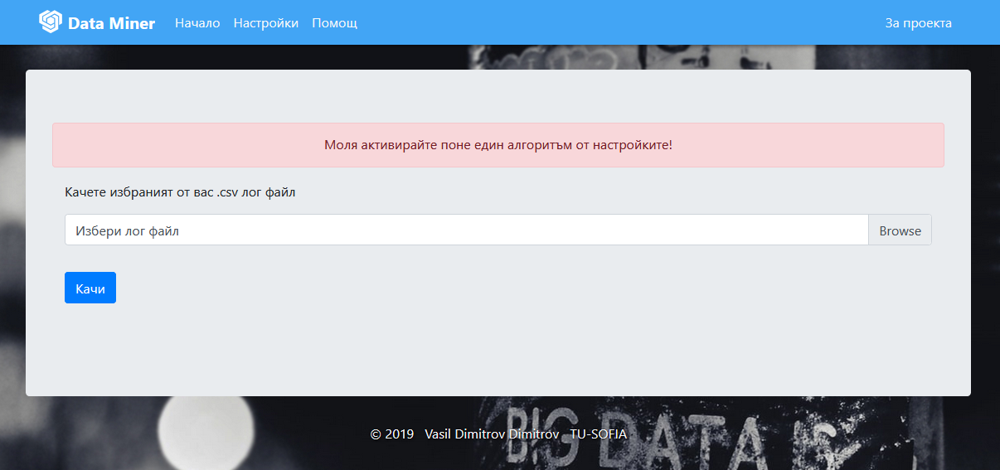 Data Miner Начало Настройки Помощ За проекта
Моля активирайте поне един алгоритъм от настройките!
Качете избраният от вас .csv лог файл
Избери лог файл Browse
Качи
© 2019 Vasil Dimitrov Dimitrov TU-SOFIA
BIG DATA IS